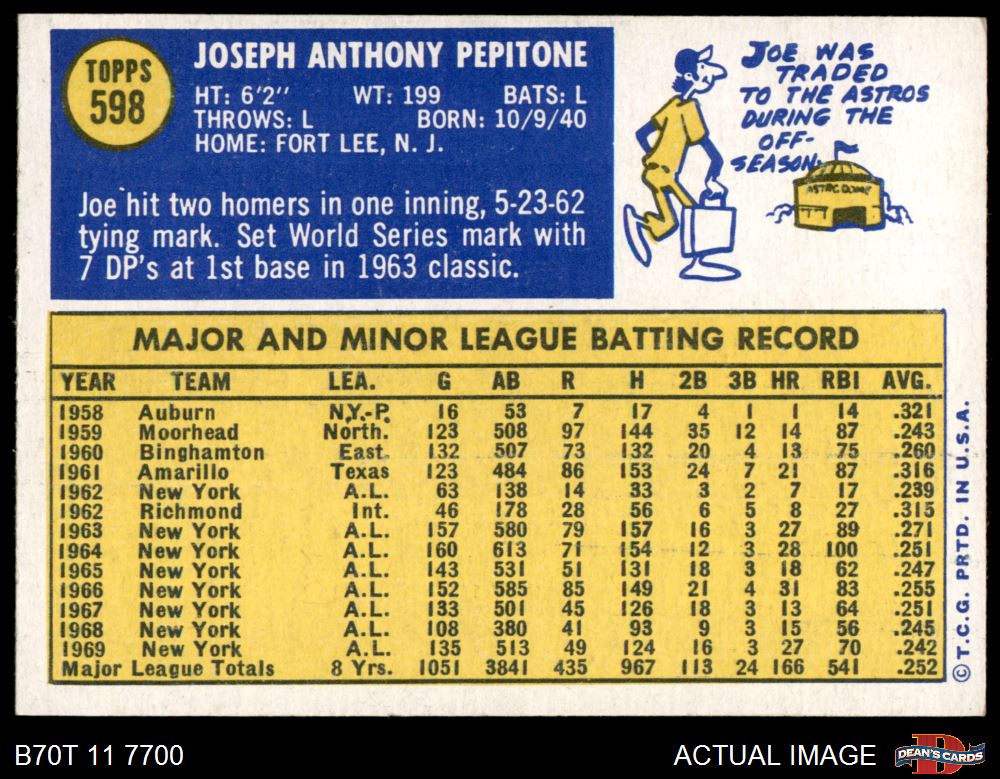 TOPPS
598
JOSEPH ANTHONY PEPITONE
HT: 6'2'' WT: 199 BATS: L
THROWS: L BORN: 10/9/40
HOME: FORT LEE, N. J.
Joe hit two homers in one inning, 5-23-62
tying mark. Set World Series mark with
7 DP's at 1st base in 1963 classic.
JOE WAS
TRADED
TO THE ASTROS
DURING THE
OFF-
SEASON.
ASTRODOME
MAJOR AND MINOR LEAGUE BATTING RECORD
YEAR TEAM LEA. G AB R H 2B 3B HR RBI AVG.
1958 Auburn N.Y.-P. 16 53 7 17 4 1 1 14 .321
1959 Moorhead North. 123 508 97 144 35 12 14 87 .243
1960 Binghamton East. 132 507 73 132 20 4 13 75 .260
1961 Amarillo Texas 123 484 86 153 24 7 21 87 .316
1962 New York A.L. 63 138 14 33 3 2 7 17 .239
1962 Richmond Int. 46 178 28 56 6 5 8 27 .315
1963 New York A.L. 157 580 79 157 16 3 27 89 .271
1964 New York A.L. 160 613 71 154 12 3 28 100 .251
1965 New York A.L. 143 531 51 131 18 3 18 62 .247
1966 New York A.L. 152 585 85 149 21 4 31 83 .255
1967 New York A.L. 133 501 45 126 18 3 13 64 .251
1968 New York A.L. 108 380 41 93 9 3 15 56 .245
1969 New York A.L. 135 513 49 124 16 3 27 70 .242
Major League Totals 8 Yrs. 1051 3841 435 967 113 24 166 541 .252
©T.C.G. PRTD. IN U.S.A.
B70T 11 7700
ACTUAL IMAGE
D
DEAN'S CARDS